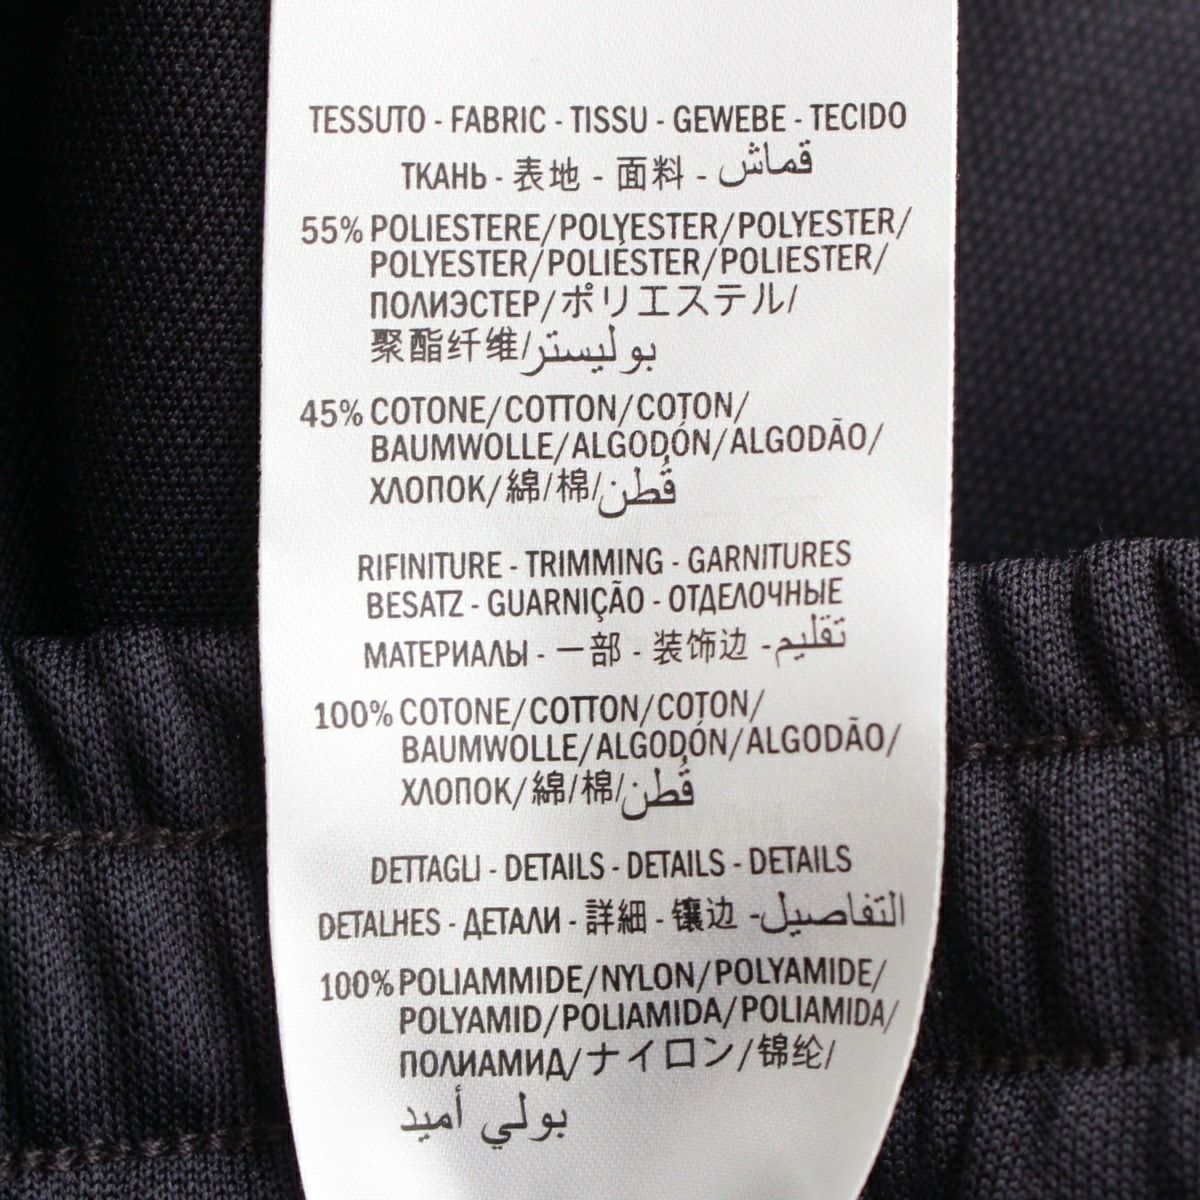 TESSUTO - FABRIC - TISSU - GEWEBE - TECIDO
ТКАНЬ - 表地 - 面料 - قماش
55% POLIESTERE/POLYESTER/POLYESTER/
POLYESTER/POLIÉSTER/POLIESTER/
ПОЛИЭСТЕР/ポリエステル/
聚酯纤维/بوليستر
45% COTONE/COTTON/COTON/
BAUMWOLLE/ALGODÓN/ALGODÃO/
ХЛОПОК/綿/棉/قُطن
RIFINITURE - TRIMMING - GARNITURES
BESATZ - GUARNIÇÃO - ОТДЕЛОЧНЫЕ
МАТЕРИАЛЫ - 一部 - 装饰边 - تقليم
100% COTONE/COTTON/COTON/
BAUMWOLLE/ALGODÓN/ALGODÃO/
ХЛОПОК/綿/棉/قُطن
DETTAGLI - DETAILS - DETAILS - DETAILS
DETALHES - ДЕТАЛИ - 詳細 - 镶边 - التفاصيل
100% POLIAMMIDE/NYLON/POLYAMIDE/
POLYAMID/POLIAMIDA/POLIAMIDA/
ПОЛИАМИД/ナイロン/锦纶/
بولي أميد